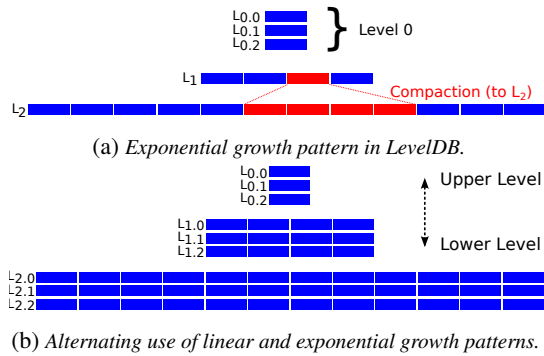 L0.0
L0.1
L0.2
Level 0
L1
Compaction (to L2)
L2
(a) Exponential growth pattern in LevelDB.
L0.0
L0.1
L0.2
Upper Level
L1.0
L1.1
L1.2
Lower Level
L2.0
L2.1
L2.2
(b) Alternating use of linear and exponential growth patterns.